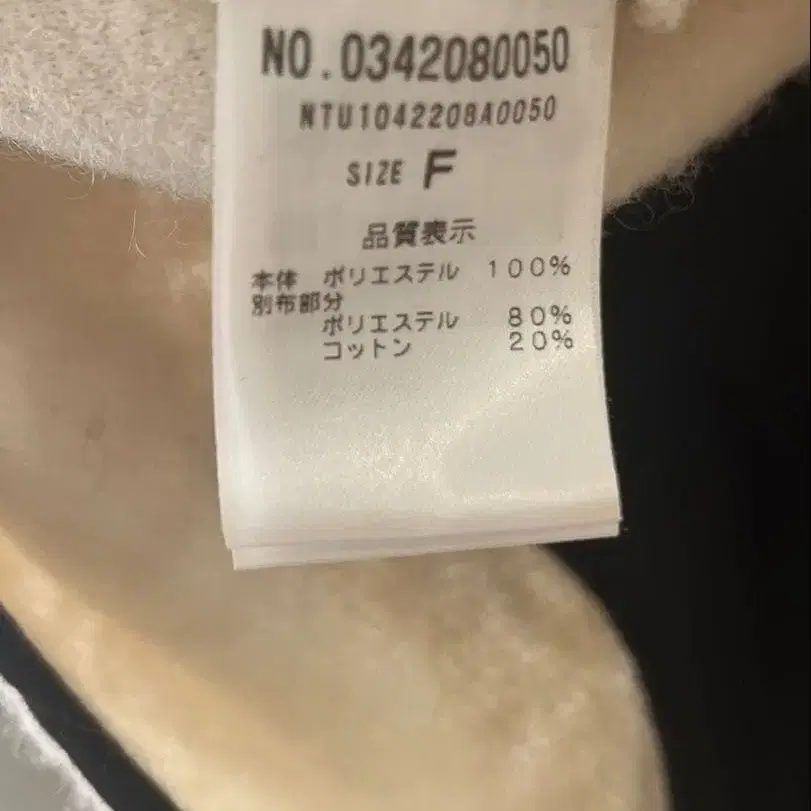 NO.0342080050
NTU1042208A0050
SIZE F
品質表示
本体 ポリエステル 100%
別布部分
ポリエステル 80%
コットン 20%